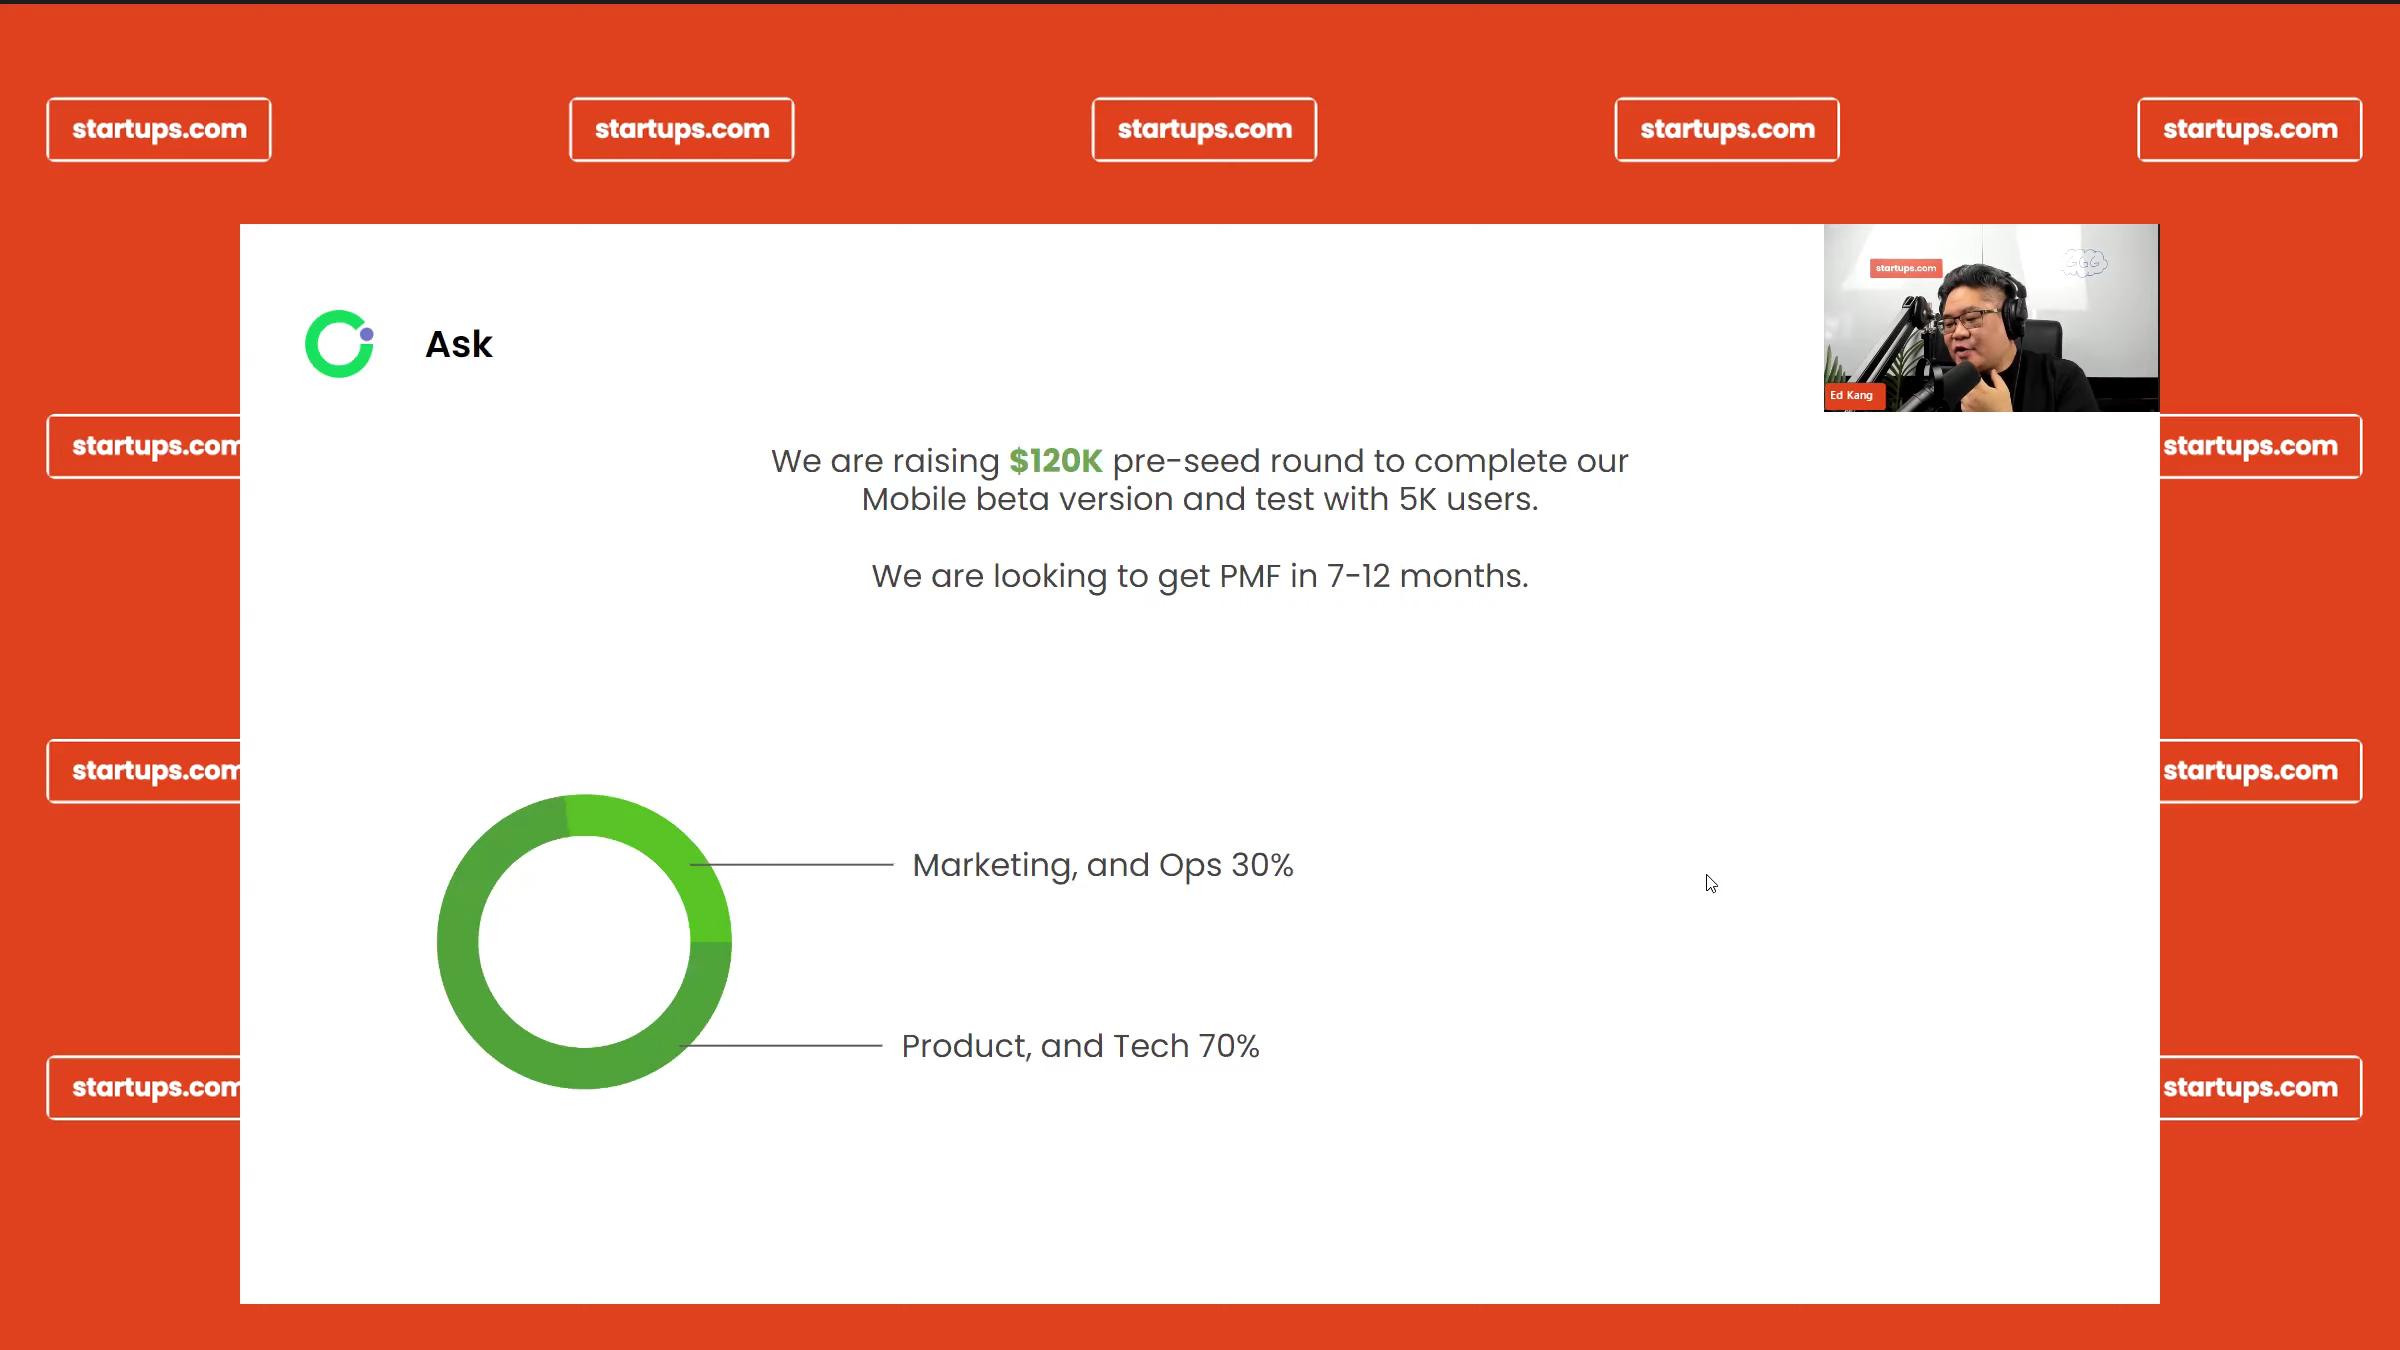 startups.com
startups.com
startups.com
startups.com
startups.com
startups.com
Ed Kang
Ask
startups.com
startups.com
We are raising $120K pre-seed round to complete our
Mobile beta version and test with 5K users.
We are looking to get PMF in 7-12 months.
startups.com
startups.com
Marketing, and Ops 30%
Product, and Tech 70%
startups.com
startups.com